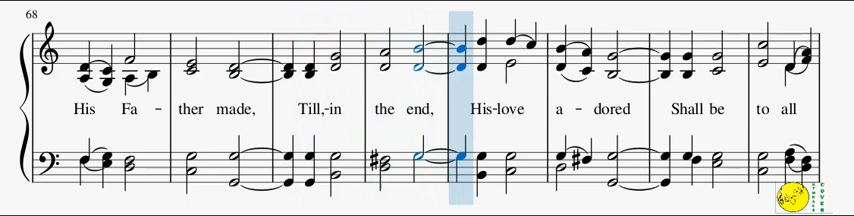 68
His Fa - ther made, Till,-in the end, His-love a - dored Shall be to all